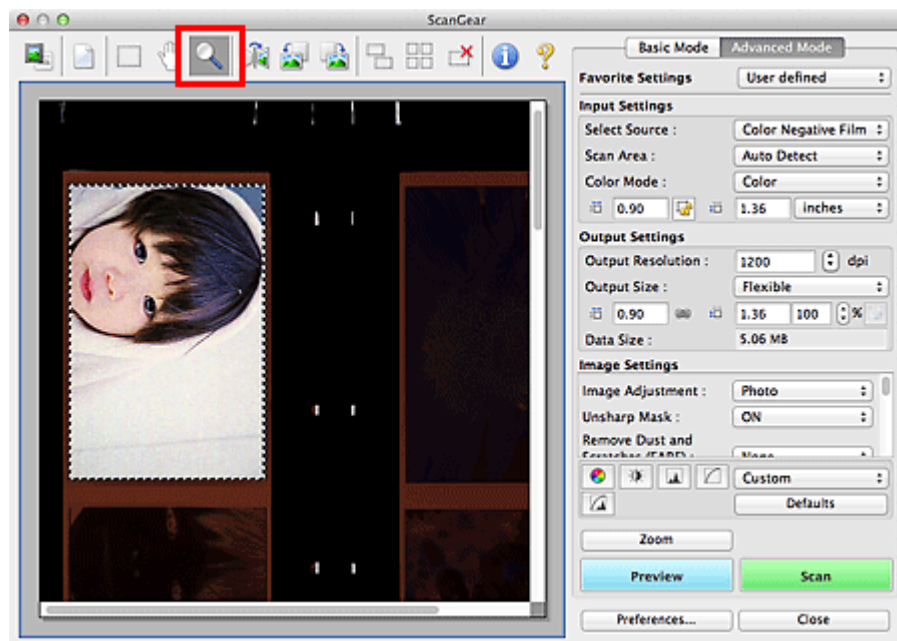 ScanGear
Basic Mode Advanced Mode
Favorite Settings User defined
Input Settings
Select Source : Color Negative Film
Scan Area : Auto Detect
Color Mode : Color
0.90 1.36 inches
Output Settings
Output Resolution : 1200 dpi
Output Size : Flexible
0.90 1.36 100 %
Data Size : 5.06 MB
Image Settings
Image Adjustment : Photo
Unsharp Mask : ON
Remove Dust and
Scratches (FARE) : None
Custom
Defaults
Zoom
Preview Scan
Preferences... Close